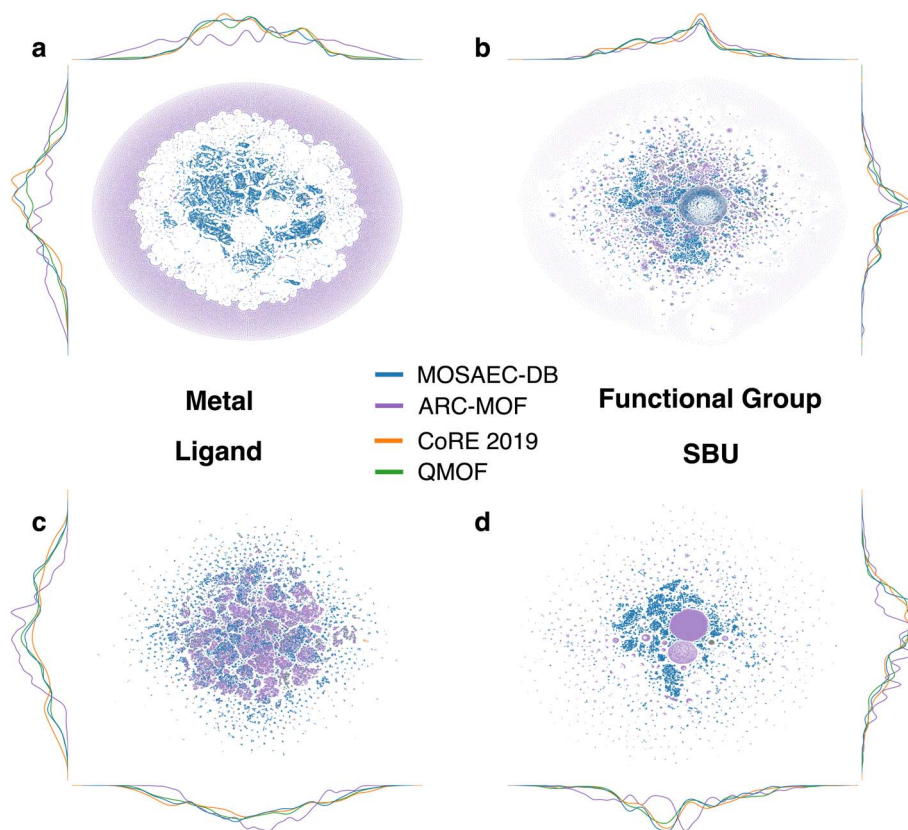 a
b
MOSAEC-DB
ARC-MOF
CoRE 2019
QMOF
Metal
Ligand
Functional Group
SBU
c
d